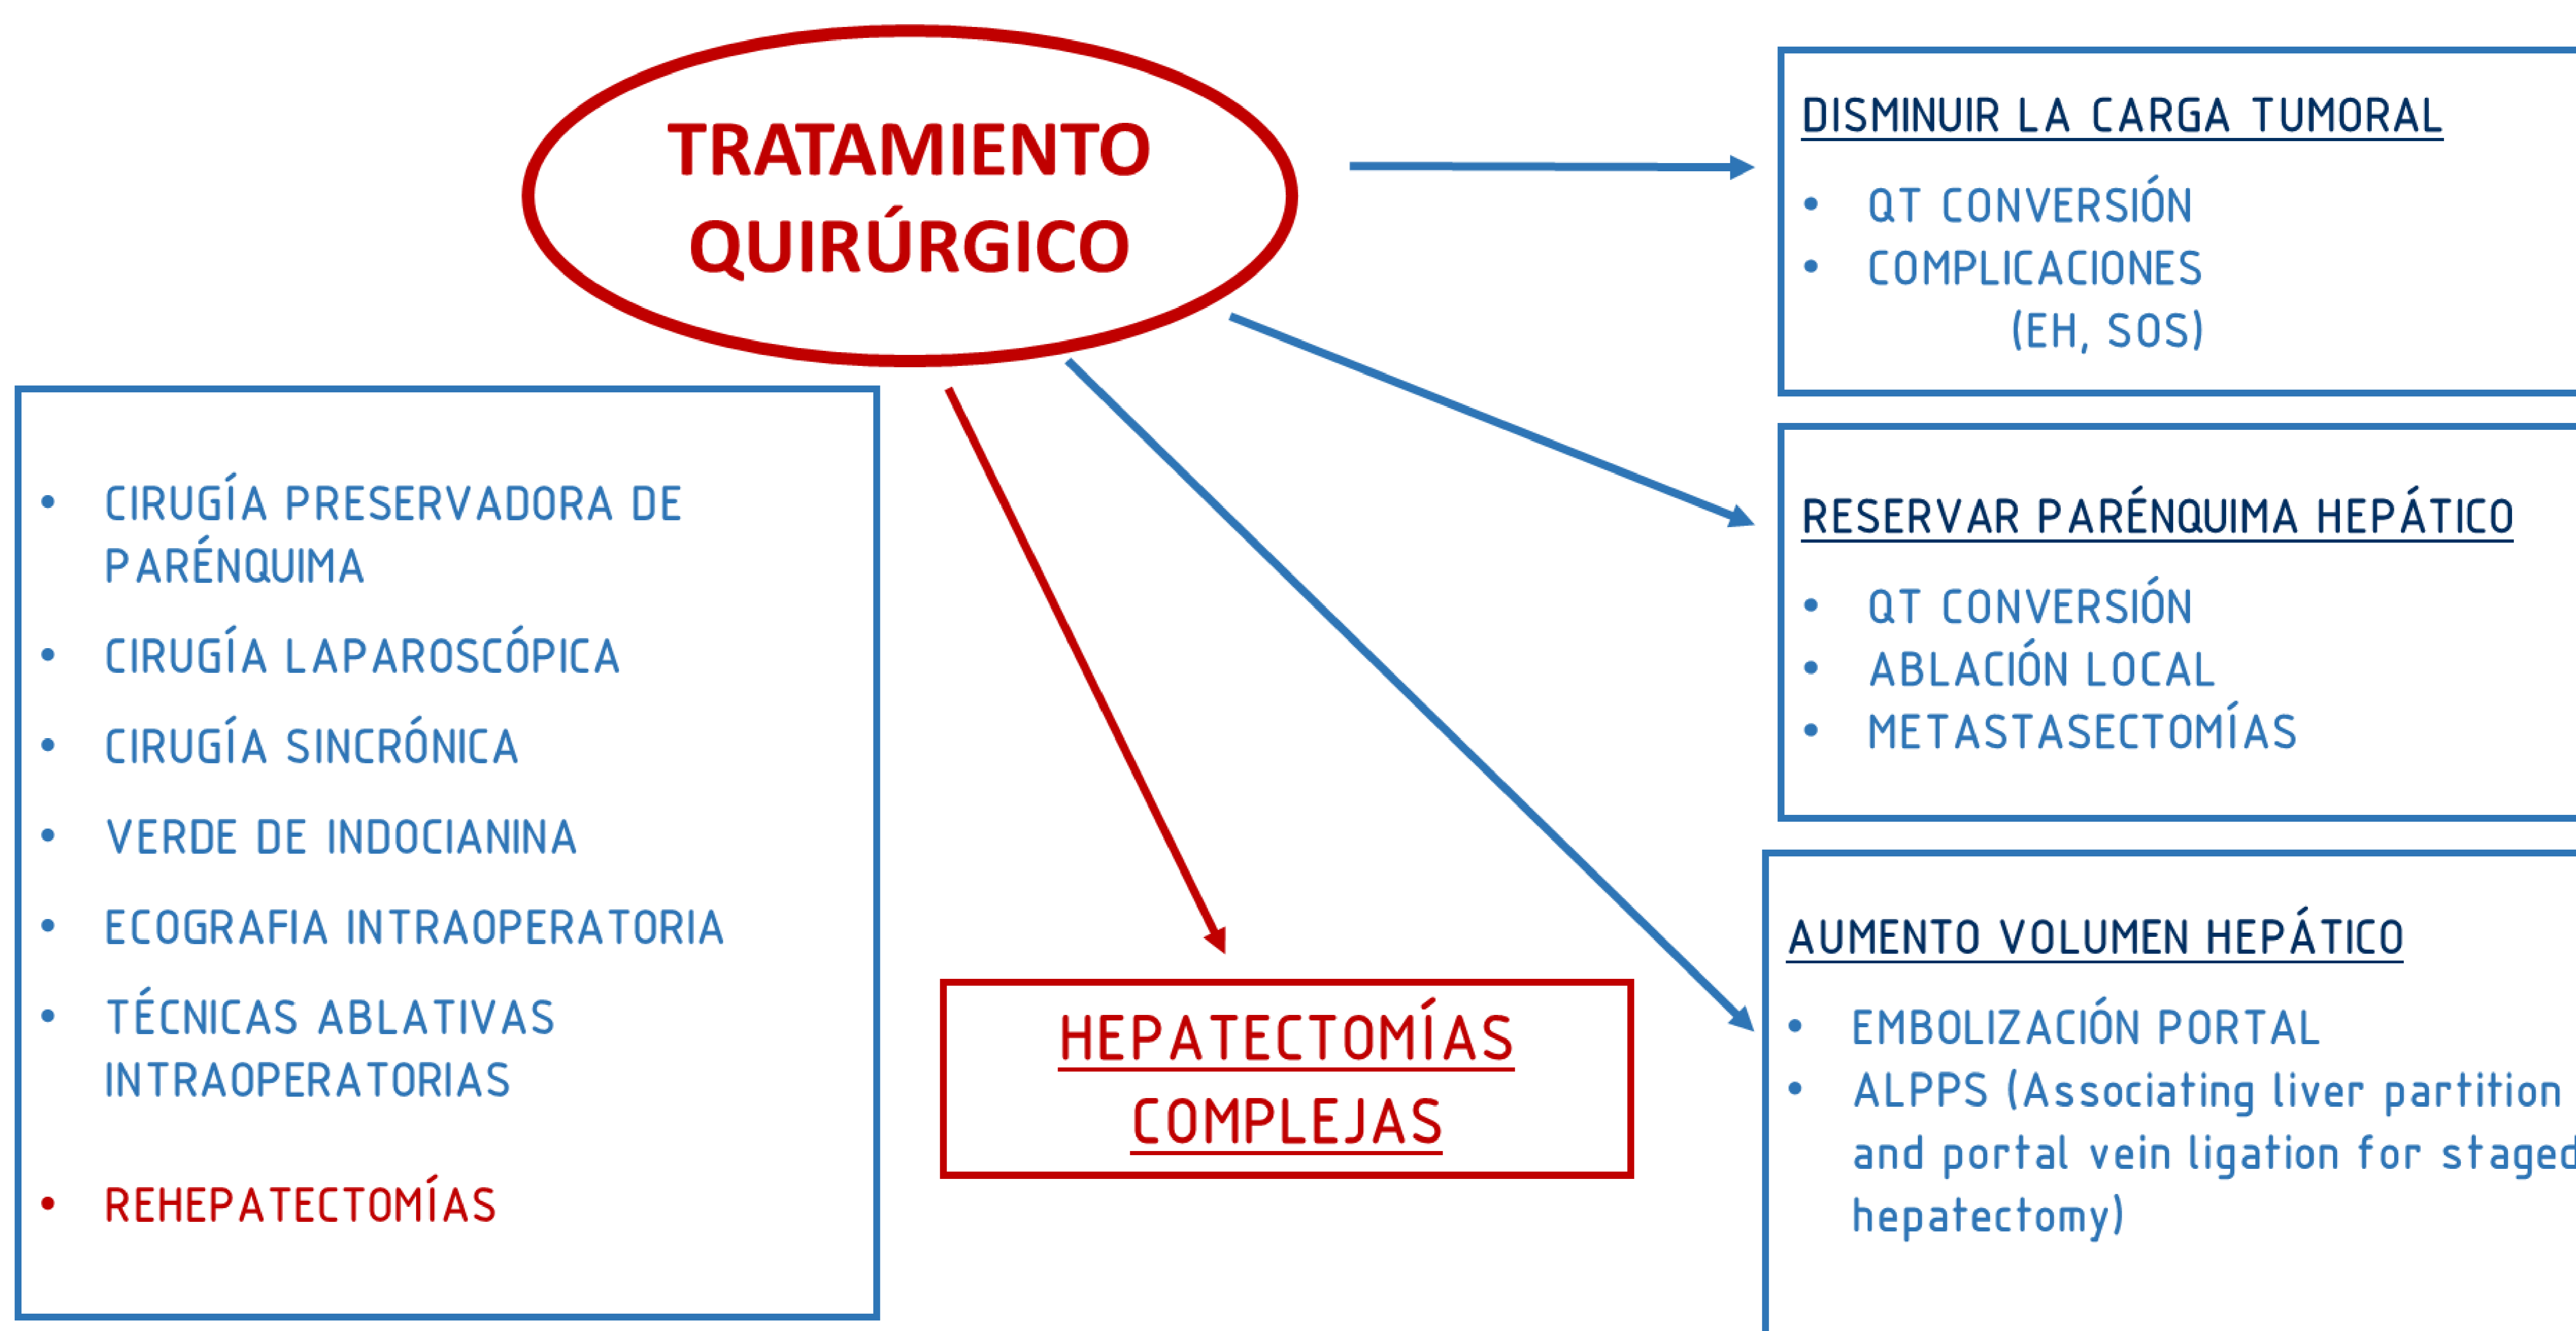 TRATAMIENTO
QUIRÚRGICO
DISMINUIR LA CARGA TUMORAL
• QT CONVERSIÓN
• COMPLICACIONES
(EH, SOS)
• CIRUGÍA PRESERVADORA DE
PARÉNQUIMA
• CIRUGÍA LAPAROSCÓPICA
• CIRUGÍA SINCRÓNICA
• VERDE DE INDOCIANINA
• ECOGRAFIA INTRAOPERATORIA
• TÉCNICAS ABLATIVAS
INTRAOPERATORIAS
• REHEPATECTOMÍAS
RESERVAR PARÉNQUIMA HEPÁTICO
• QT CONVERSIÓN
• ABLACIÓN LOCAL
• METASTASECTOMÍAS
HEPATECTOMÍAS
COMPLEJAS
AUMENTO VOLUMEN HEPÁTICO
• EMBOLIZACIÓN PORTAL
• ALPPS (Associating liver partition
and portal vein ligation for staged
hepatectomy)